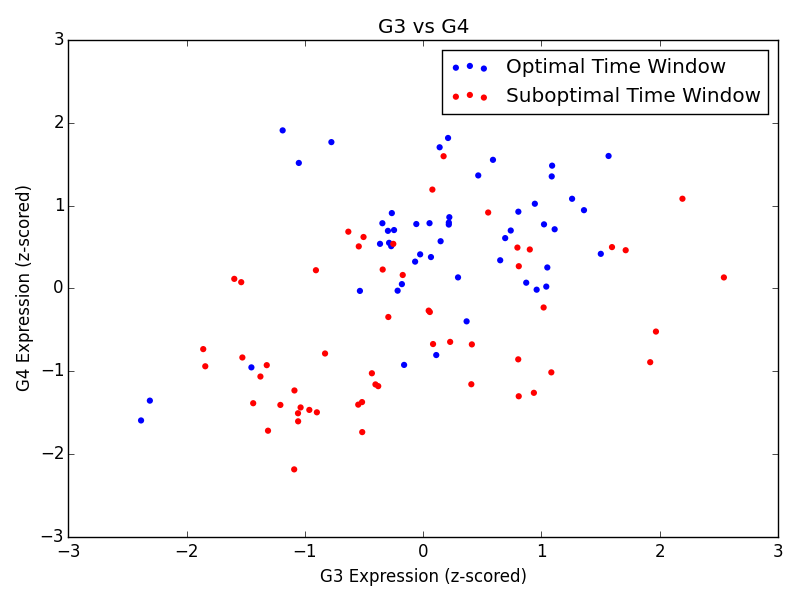 G3 vs G4
3
2
1
0
−1
−2
−3
G4 Expression (z-scored)
Optimal Time Window
Suboptimal Time Window
−3 −2 −1 0 1 2 3
G3 Expression (z-scored)